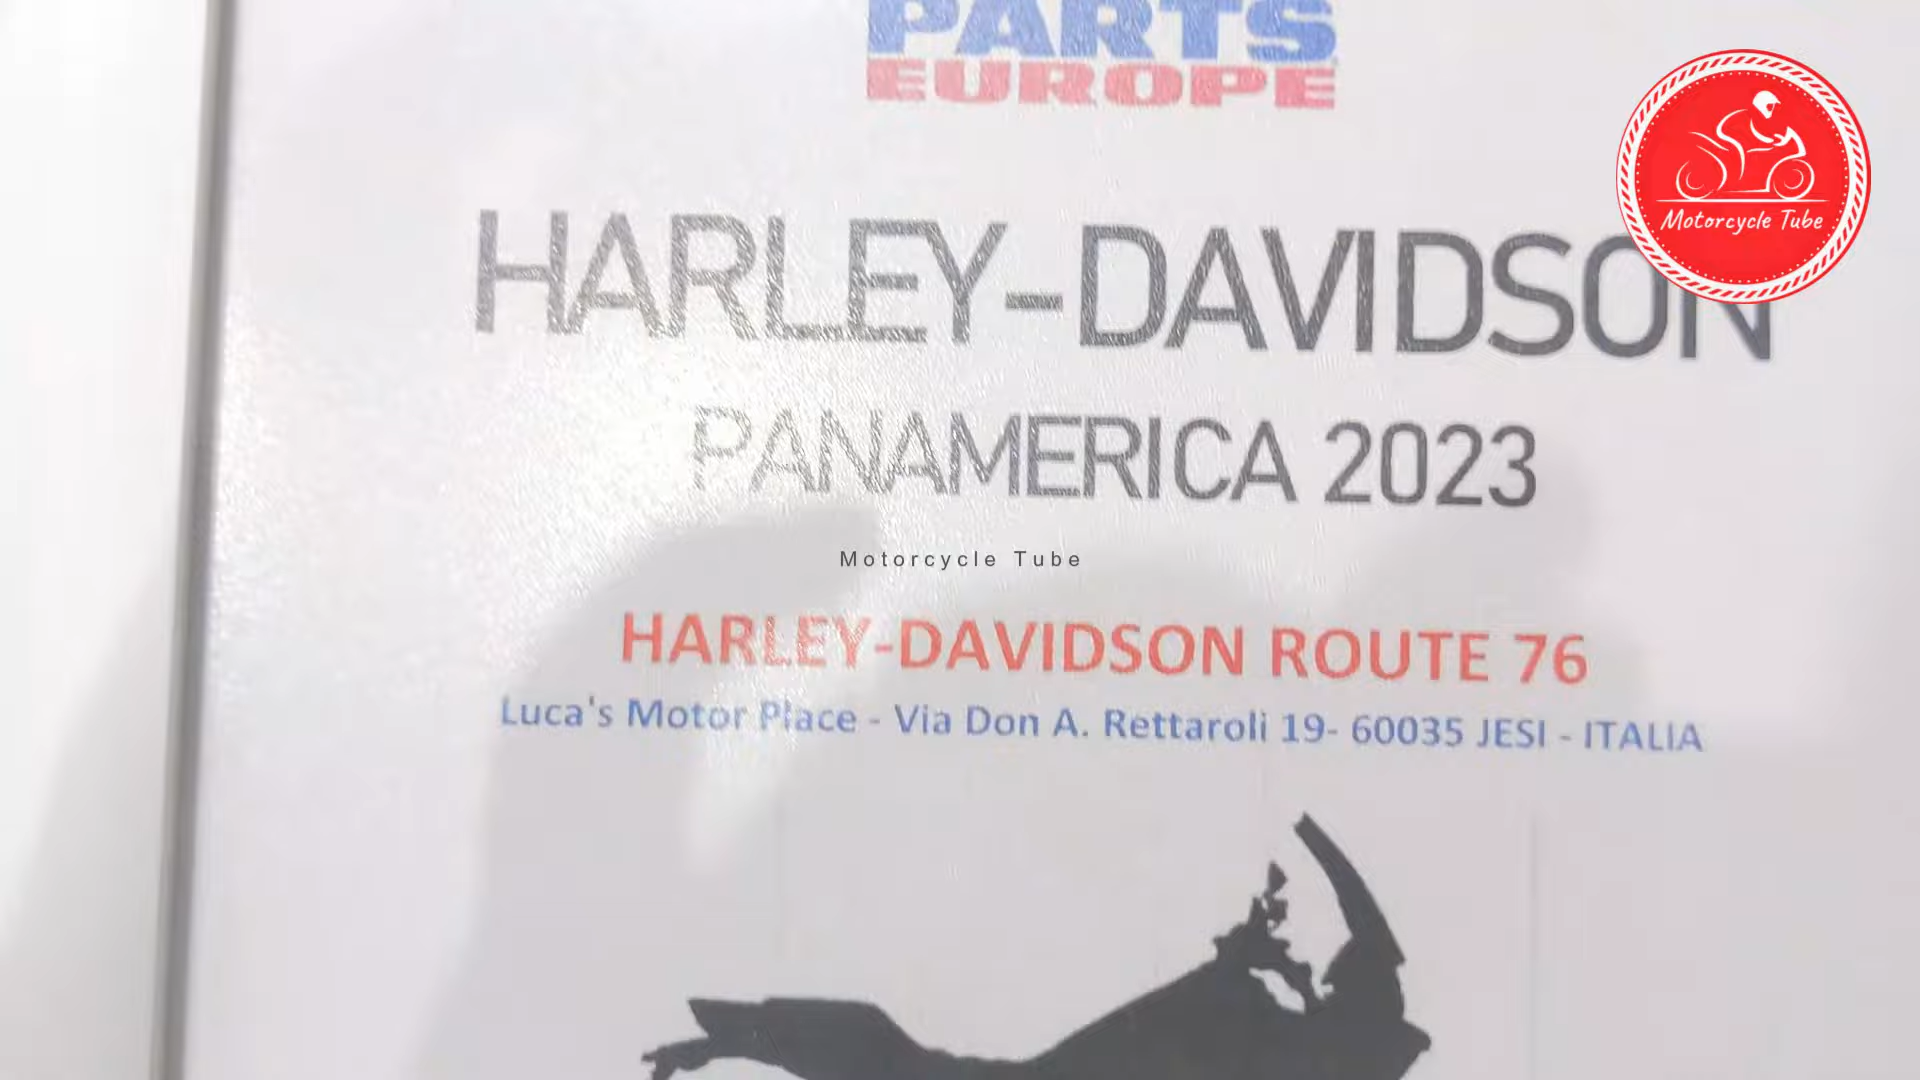 PARTS
EUROPE
Motorcycle Tube
HARLEY-DAVIDSON
PANAMERICA 2023
Motorcycle Tube
HARLEY-DAVIDSON ROUTE 76
Luca's Motor Place - Via Don A. Rettaroli 19- 60035 JESI - ITALIA